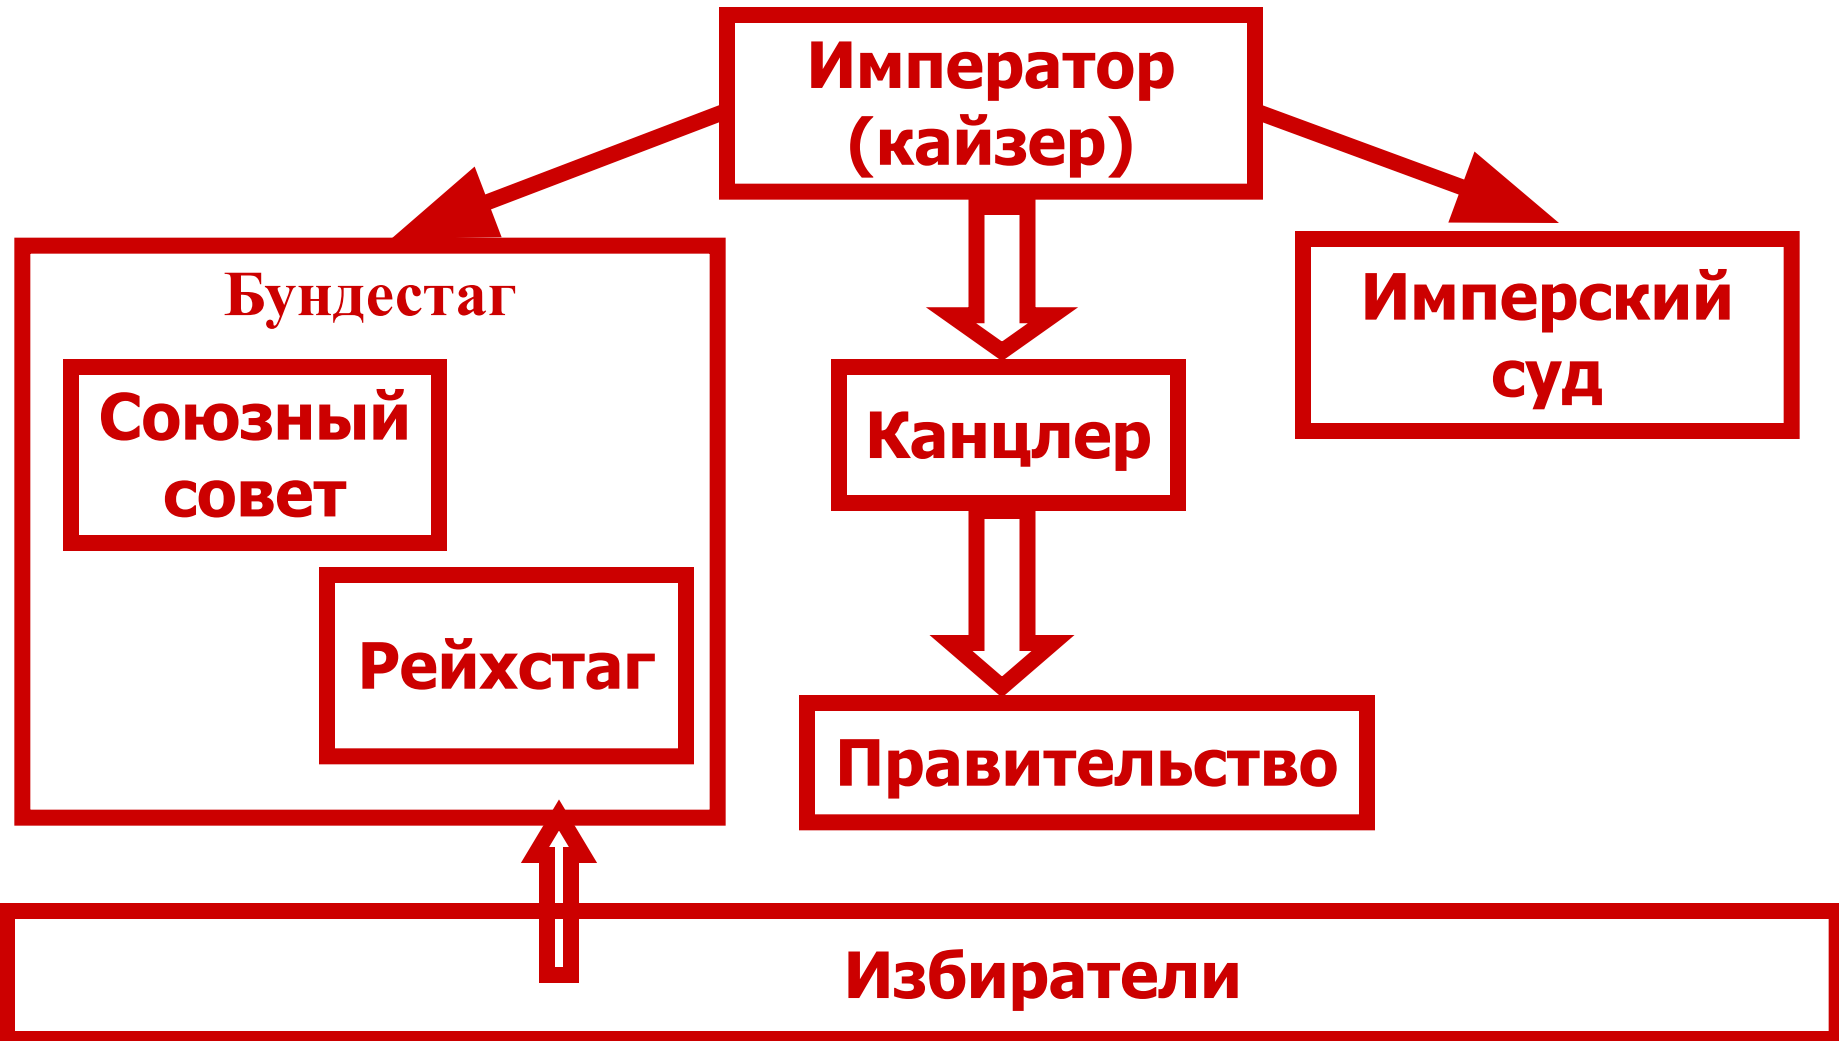 Император
(кайзер)
Бундестаг
Союзный
совет
Рейхстаг
Канцлер
Правительство
Имперский
суд
Избиратели